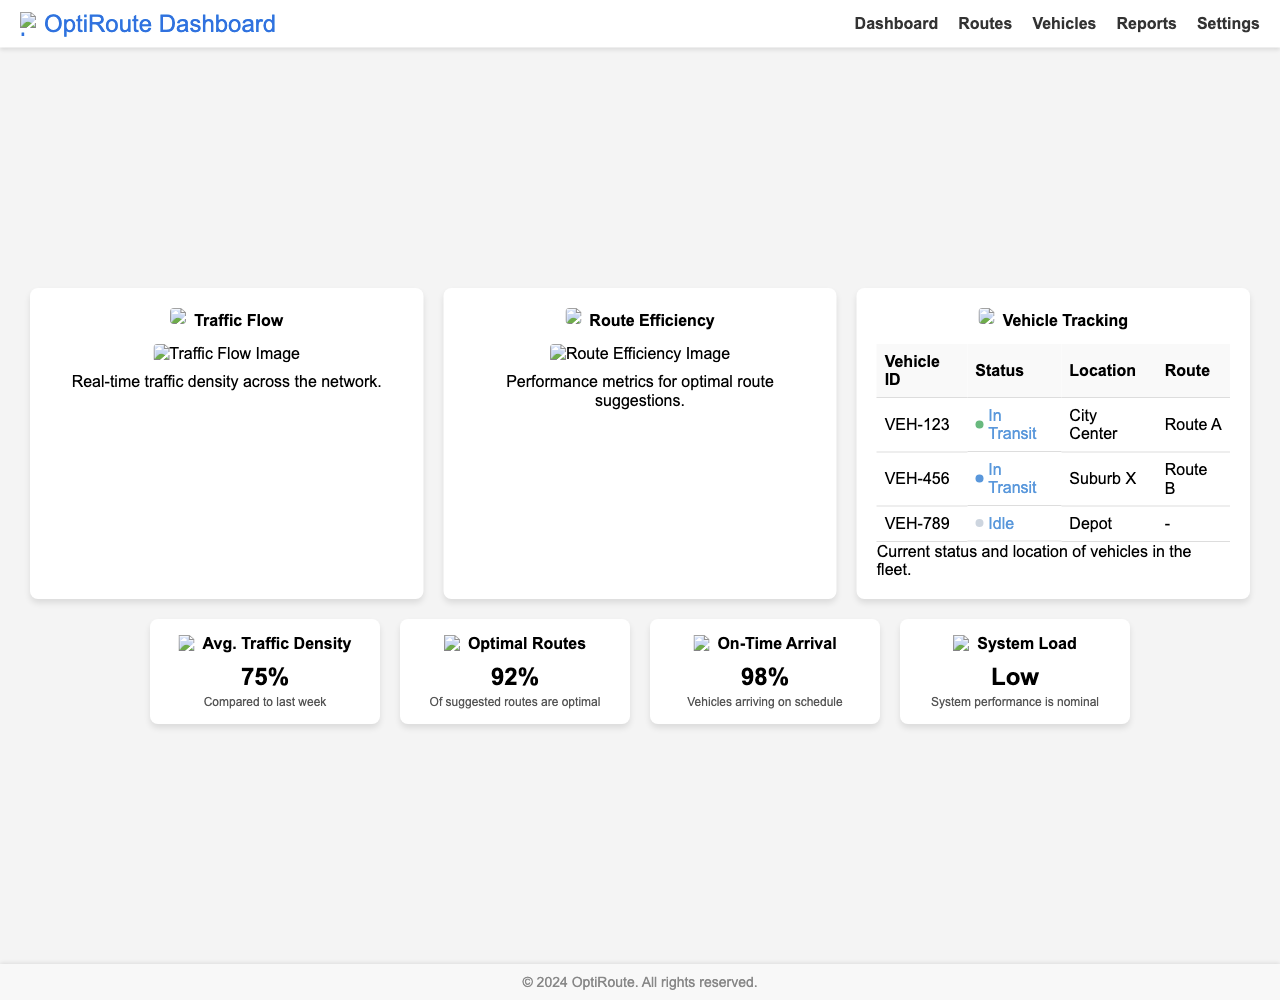 OptiRoute Dashboard
Dashboard Routes Vehicles Reports Settings
Traffic Flow
Traffic Flow Image
Real-time traffic density across the network.
Route Efficiency
Route Efficiency Image
Performance metrics for optimal route
suggestions.
Vehicle Tracking
Vehicle ID Status Location Route
VEH-123 In Transit City Center Route A
VEH-456 In Transit Suburb X Route B
VEH-789 Idle Depot -
Current status and location of vehicles in the
fleet.
Avg. Traffic Density
75%
Compared to last week
Optimal Routes
92%
Of suggested routes are optimal
On-Time Arrival
98%
Vehicles arriving on schedule
System Load
Low
System performance is nominal
© 2024 OptiRoute. All rights reserved.